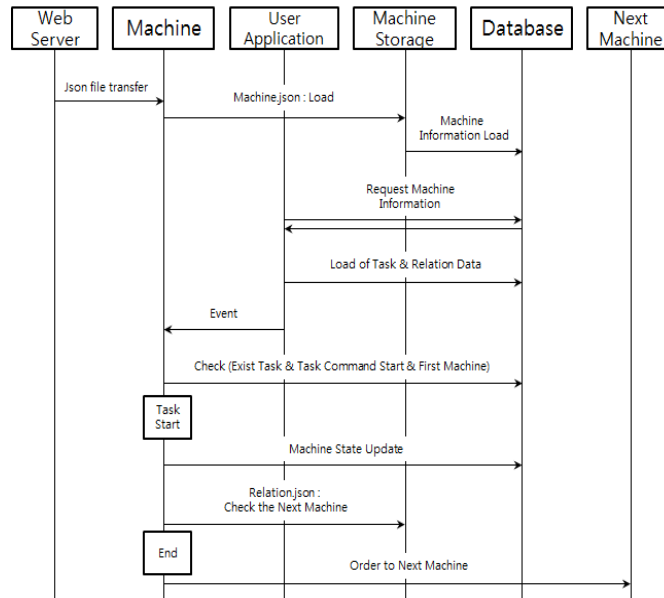 Web
Server
Machine
User
Application
Machine
Storage
Database
Next
Machine
Json file transfer
Machine.json : Load
Machine
Information Load
Request Machine
Information
Load of Task & Relation Data
Event
Check (Exist Task & Task Command Start & First Machine)
Task
Start
Machine State Update
Relation.json :
Check the Next Machine
End
Order to Next Machine